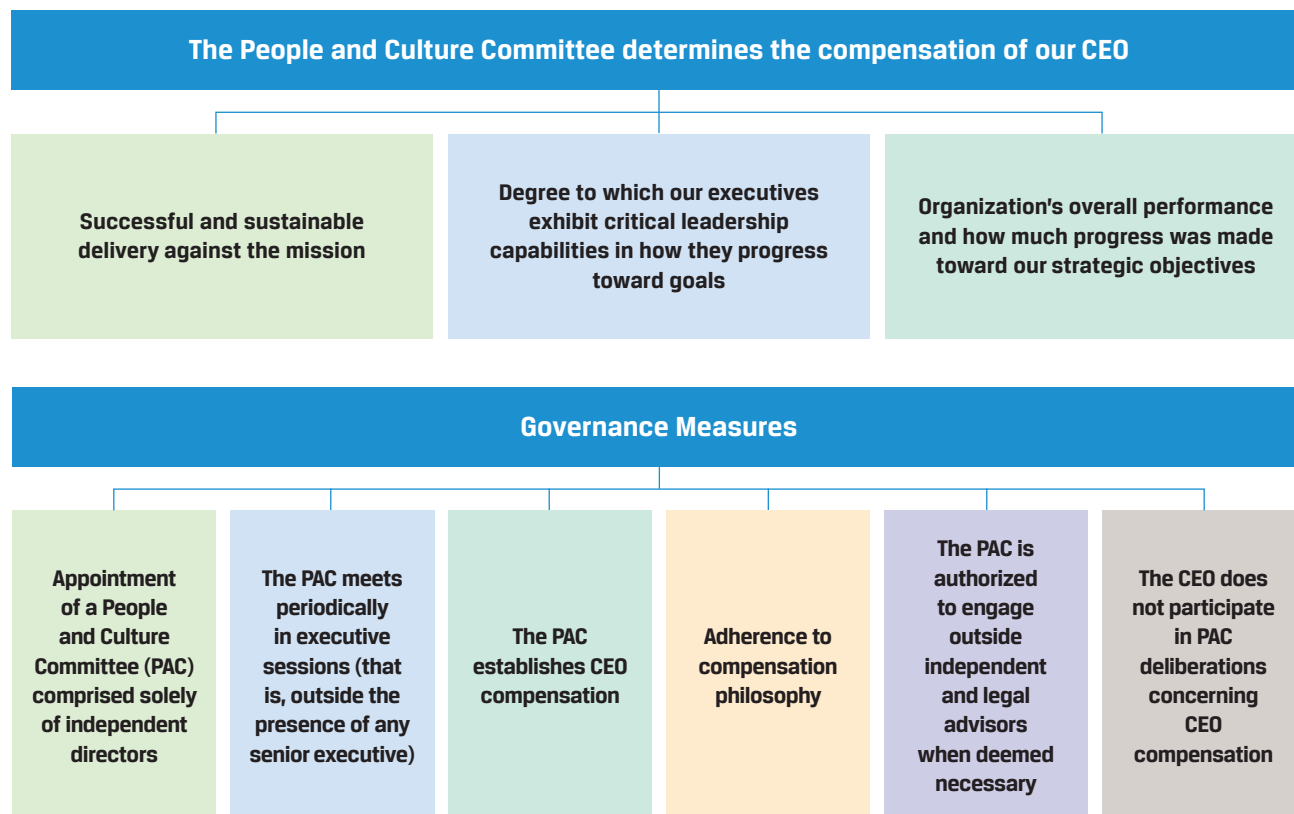 The People and Culture Committee determines the compensation of our CEO
Successful and sustainable
delivery against the mission
Degree to which our executives
exhibit critical leadership
capabilities in how they progress
toward goals
Organization's overall performance
and how much progress was made
toward our strategic objectives
Governance Measures
Appointment
of a People
and Culture
Committee (PAC)
comprised solely
of independent
directors
The PAC meets
periodically
in executive
sessions (that
is, outside the
presence of any
senior executive)
The PAC
establishes CEO
compensation
Adherence to
compensation
philosophy
The PAC is
authorized
to engage
outside
independent
and legal
advisors
when deemed
necessary
The CEO does
not participate
in PAC
deliberations
concerning
CEO
compensation